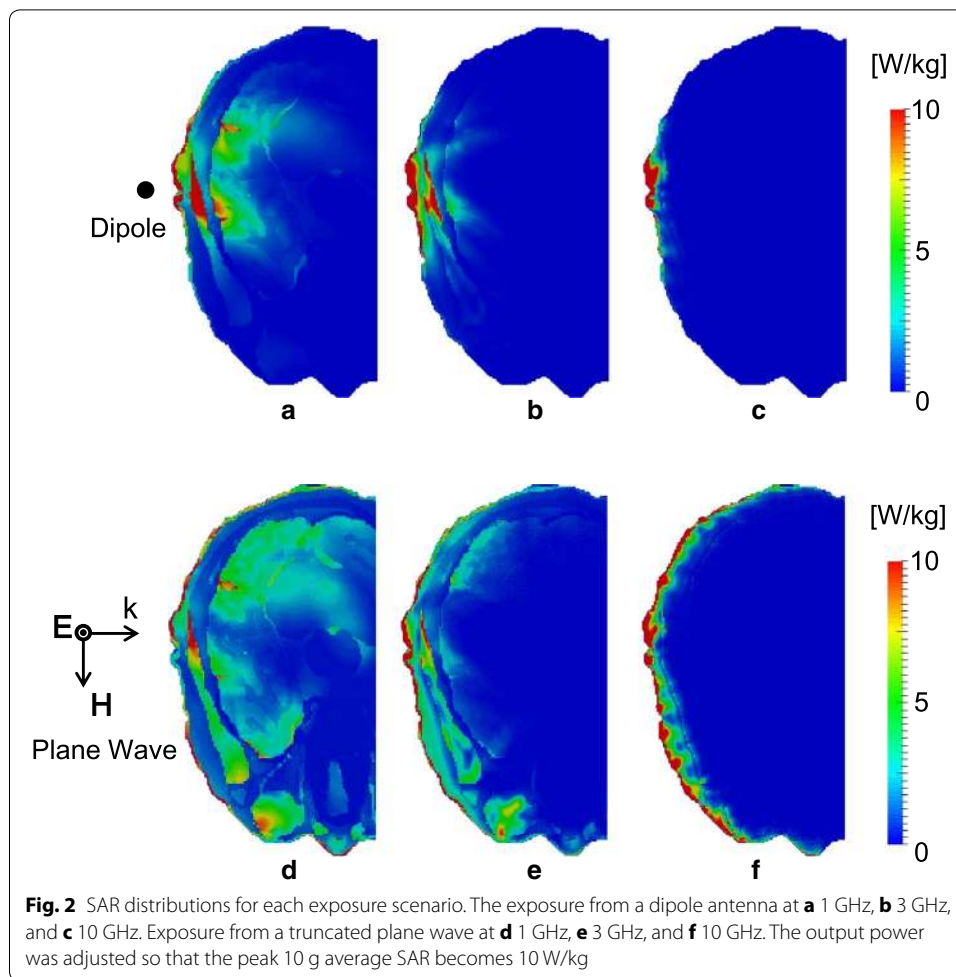 [W/kg]
10
5
0
Dipole
a
b
c
[W/kg]
10
5
0
E
k
H
Plane Wave
d
e
f
Fig. 2 SAR distributions for each exposure scenario. The exposure from a dipole antenna at a 1 GHz, b 3 GHz,
and c 10 GHz. Exposure from a truncated plane wave at d 1 GHz, e 3 GHz, and f 10 GHz. The output power
was adjusted so that the peak 10 g average SAR becomes 10 W/kg